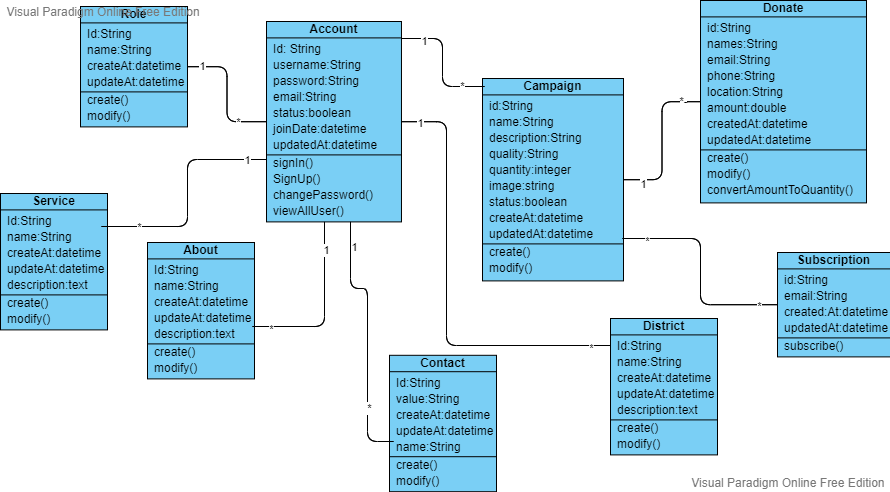 Visual Paradigm Online Free Edition
Role
Id:String
name:String
createAt:datetime
updateAt:datetime
create()
modify()
Account
Id: String
username:String
password:String
email:String
status:boolean
joinDate:datetime
updatedAt:datetime
signIn()
SignUp()
changePassword()
viewAllUser()
Campaign
id:String
name:String
description:String
quality:String
quantity:integer
image:string
status:boolean
createAt:datetime
updatedAt:datetime
create()
modify()
Donate
id:String
names:String
email:String
phone:String
location:String
amount:double
createdAt:datetime
updatedAt:datetime
create()
modify()
convertAmountToQuantity()
Service
Id:String
name:String
createAt:datetime
updateAt:datetime
description:text
create()
modify()
About
Id:String
name:String
createAt:datetime
updateAt:datetime
description:text
create()
modify()
Contact
Id:String
value:String
createAt:datetime
updateAt:datetime
name:String
create()
modify()
District
Id:String
name:String
createAt:datetime
updateAt:datetime
description:text
create()
modify()
Subscription
id:String
email:String
created:At:datetime
updatedAt:datetime
subscribe()
1
*
1
*
1
*
1
*
1
*
1
*
1
*
*
*
Visual Paradigm Online Free Edition